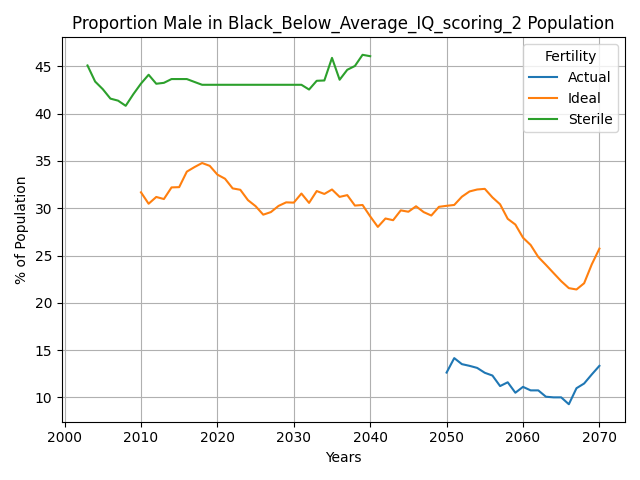 Proportion Male in Black_Below_Average_IQ_scoring_2 Population
Fertility
Actual
Ideal
Sterile
% of Population
45
40
35
30
25
20
15
10
2000 2010 2020 2030 2040 2050 2060 2070
Years